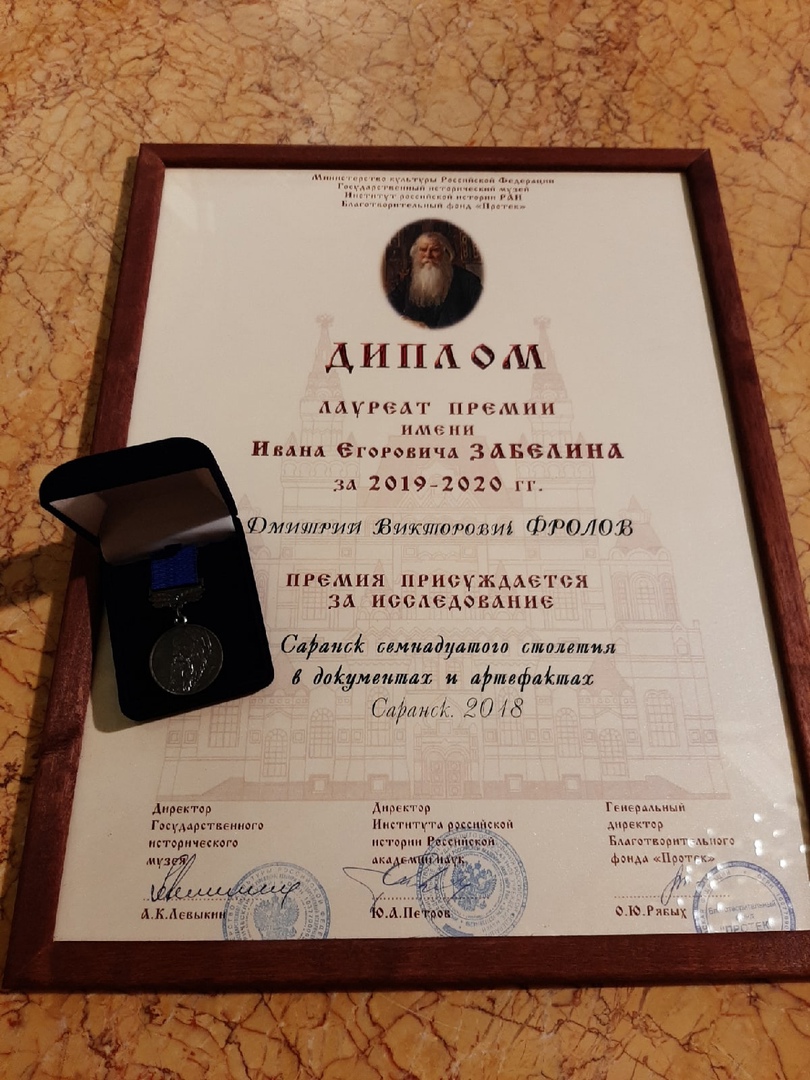 Министерство культуры Российской Федерации
Государственный исторический музей
Институт российской истории РАН
Благотворительный фонд «Протек»
ДИПЛОМ
ЛАУРЕАТ ПРЕМИИ
ИМЕНИ
Ивана Егоровича ЗАБЕЛИНА
за 2019-2020 гг.
Дмитрий Викторович ФРОЛОВ
ПРЕМИЯ ПРИСУЖДАЕТСЯ
ЗА ИССЛЕДОВАНИЕ
Саранск семнадцатого столетия
в документах и артефактах
Саранск. 2018
Директор
Государственного
исторического
музея
А.К.Левыкин
Директор
Института российской
истории Российской
академии наук
Ю.А.Петров
Генеральный
директор
Благотворительного
фонда «Протек»
О.Ю.Рябых
Благотворительный
"ПРОТЕК"